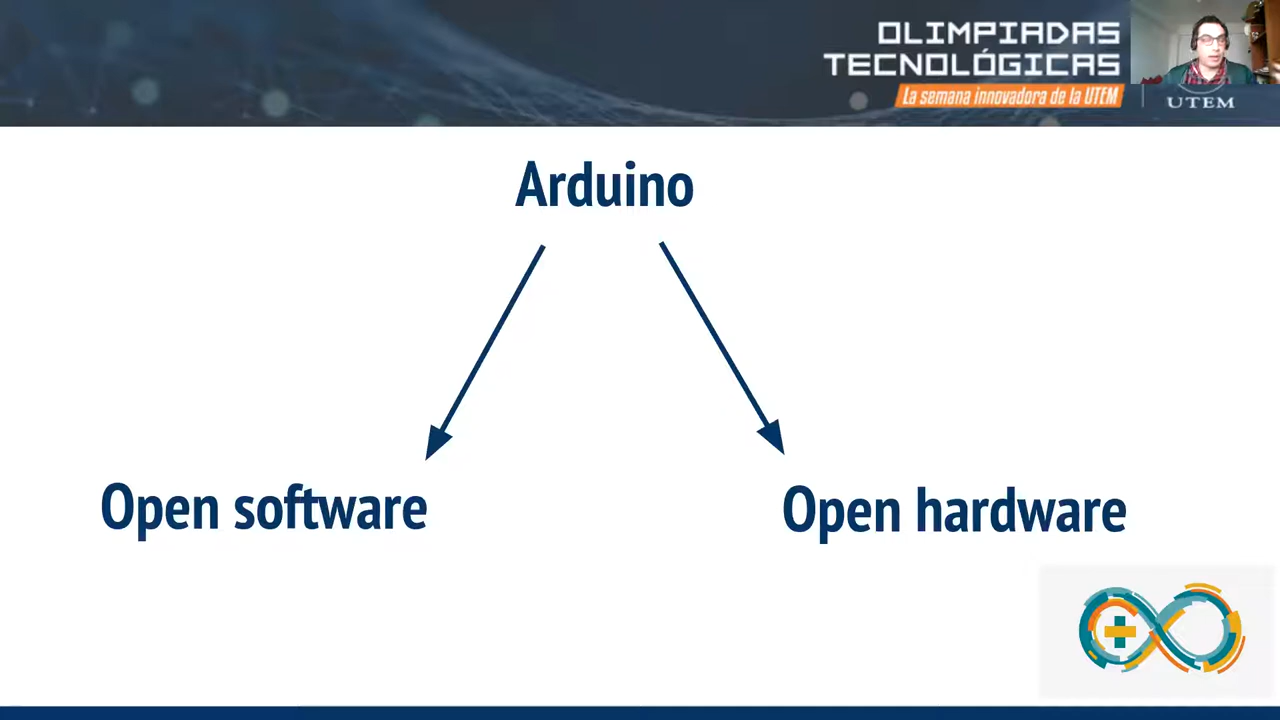 OLIMPIADAS
TECNOLÓGICAS
La semana innovadora de la UTEM
UTEM
Arduino
Open software
Open hardware